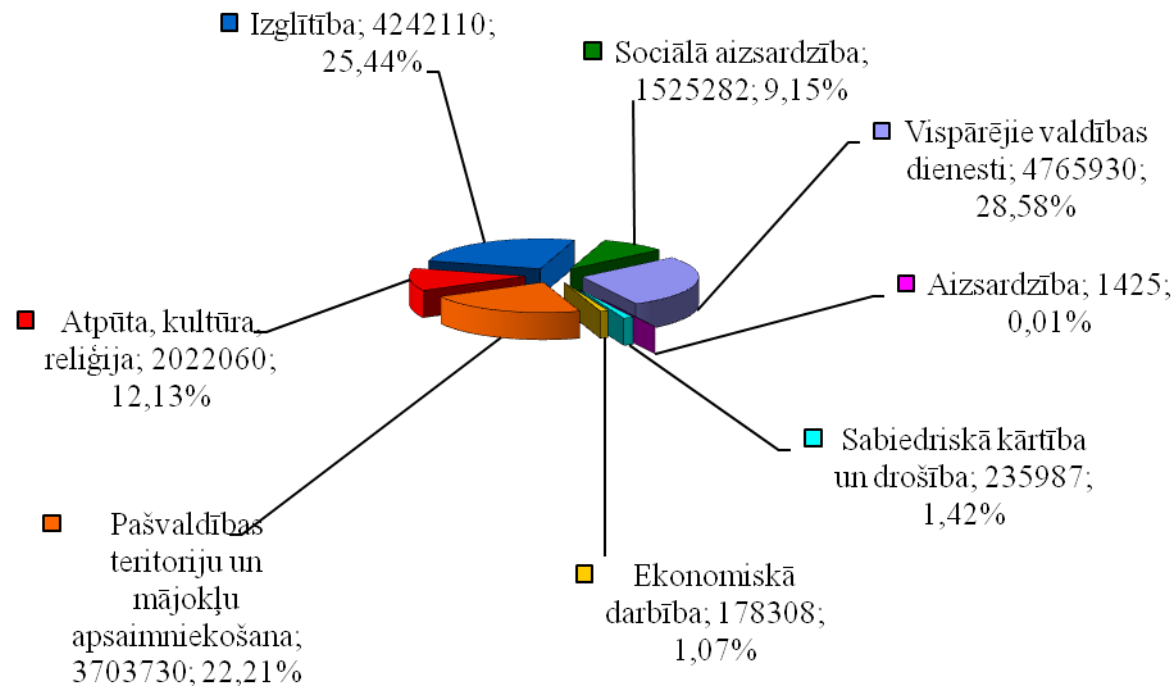 Izglītība; 4242110;
25,44%
Sociālā aizsardzība;
1525282; 9,15%
Vispārējie valdības
dienesti; 4765930;
28,58%
Aizsardzība; 1425;
0,01%
Sabiedriskā kārtība
un drošība; 235987;
1,42%
Ekonomiskā
darbība; 178308;
1,07%
Pašvaldības
teritoriju un
mājokļu
apsaimniekošana;
3703730; 22,21%
Atpūta, kultūra,
reliģija; 2022060;
12,13%